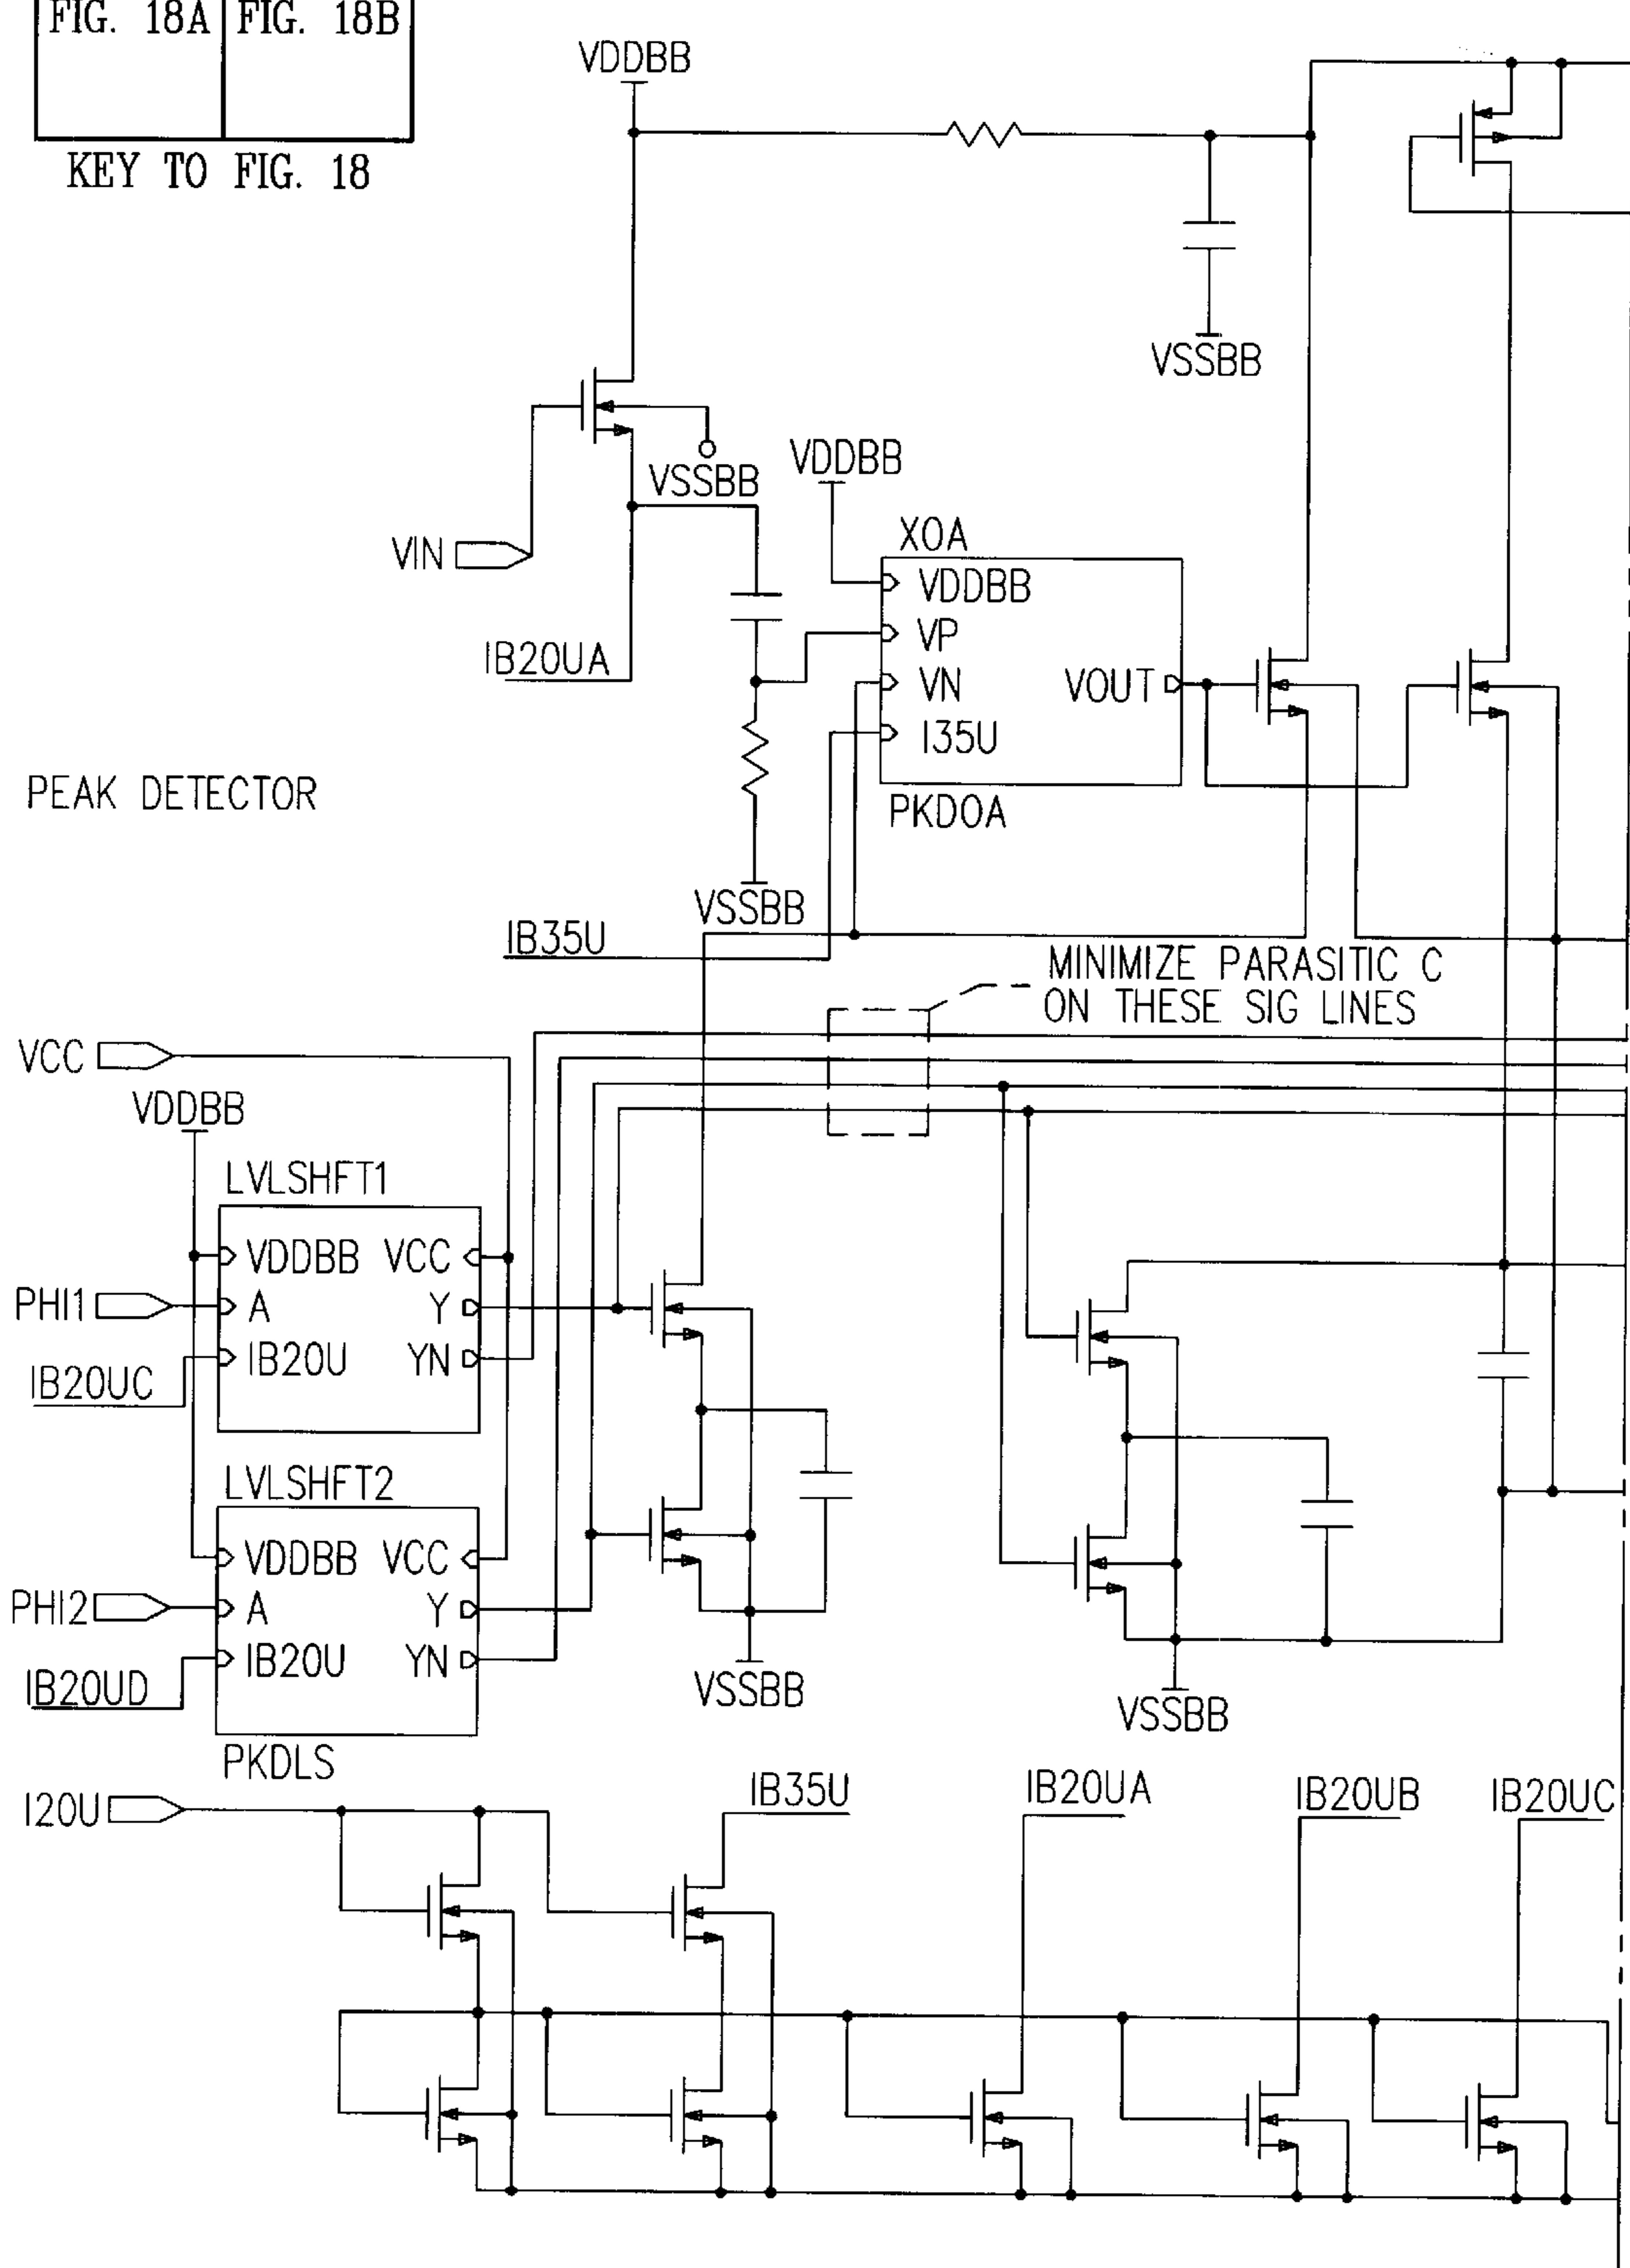 FIG. 18A FIG. 18B
KEY TO FIG. 18
VDDBB
VSSBB
VSSBB
VIN
IB20UA
VDDBB
X0A
VDDBB
VP
VN
I35U
VOUT
PKDOA
PEAK DETECTOR
VSSBB
IB35U
MINIMIZE PARASITIC C
ON THESE SIG LINES
VCC
VDDBB
LVLSHFT1
VDDBB VCC
PHI1
A Y
IB20U YN
IB20UC
LVLSHFT2
VDDBB VCC
PHI2
A Y
IB20U YN
IB20UD
PKDLS
VSSBB
VSSBB
I20U
IB35U
IB20UA
IB20UB
IB20UC